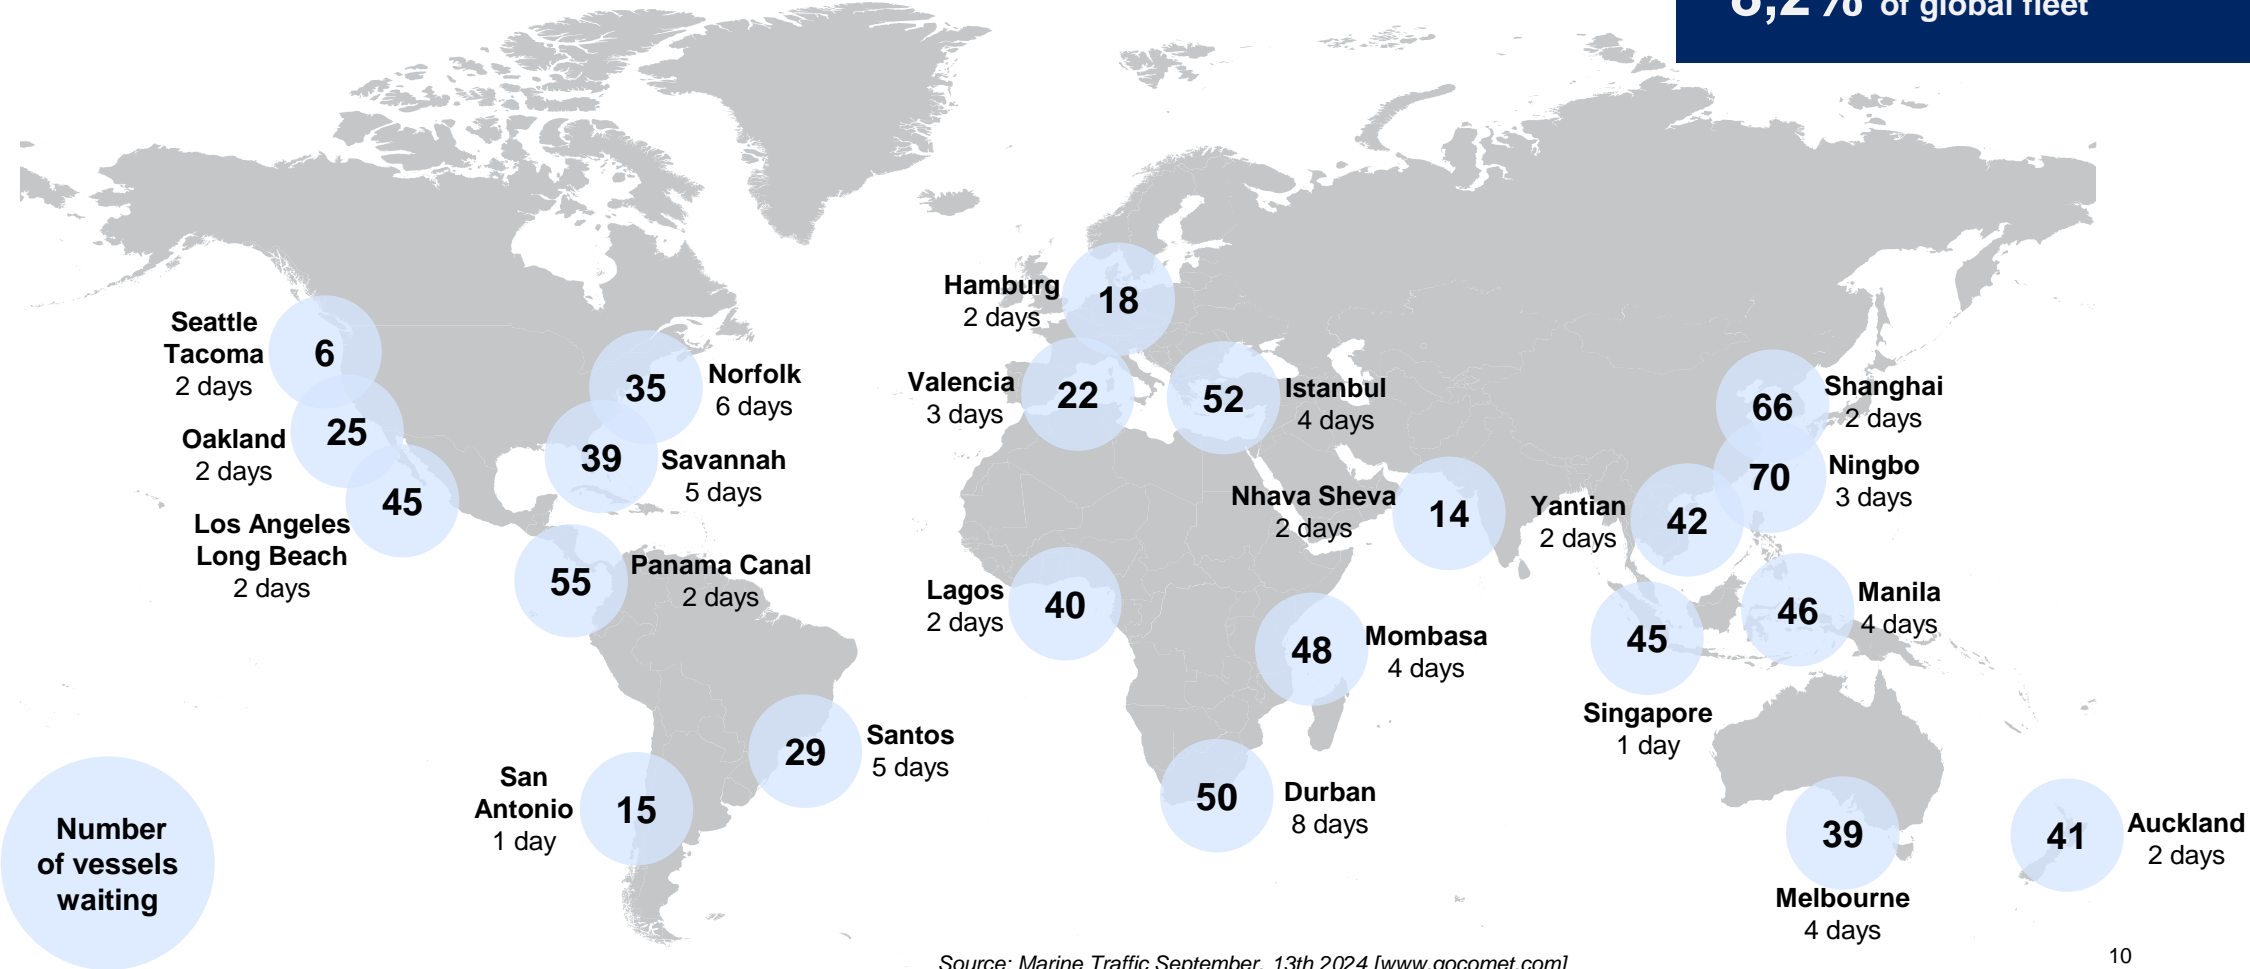 8,2% of global fleet
Hamburg
2 days
18
Seattle
Tacoma
2 days
6
35
Norfolk
6 days
Valencia
3 days
22
52
Istanbul
4 days
66
Shanghai
2 days
Oakland
2 days
25
39
Savannah
5 days
70
Ningbo
3 days
45
Los Angeles
Long Beach
2 days
Nhava Sheva
2 days
14
Yantian
2 days
42
55
Panama Canal
2 days
Lagos
2 days
40
48
Mombasa
4 days
45
Singapore
1 day
46
Manila
4 days
29
Santos
5 days
San
Antonio
1 day
15
50
Durban
8 days
39
Melbourne
4 days
41
Auckland
2 days
Number
of vessels
waiting
Source: Marine Traffic September, 13th 2024 [www.gocomet.com]
10